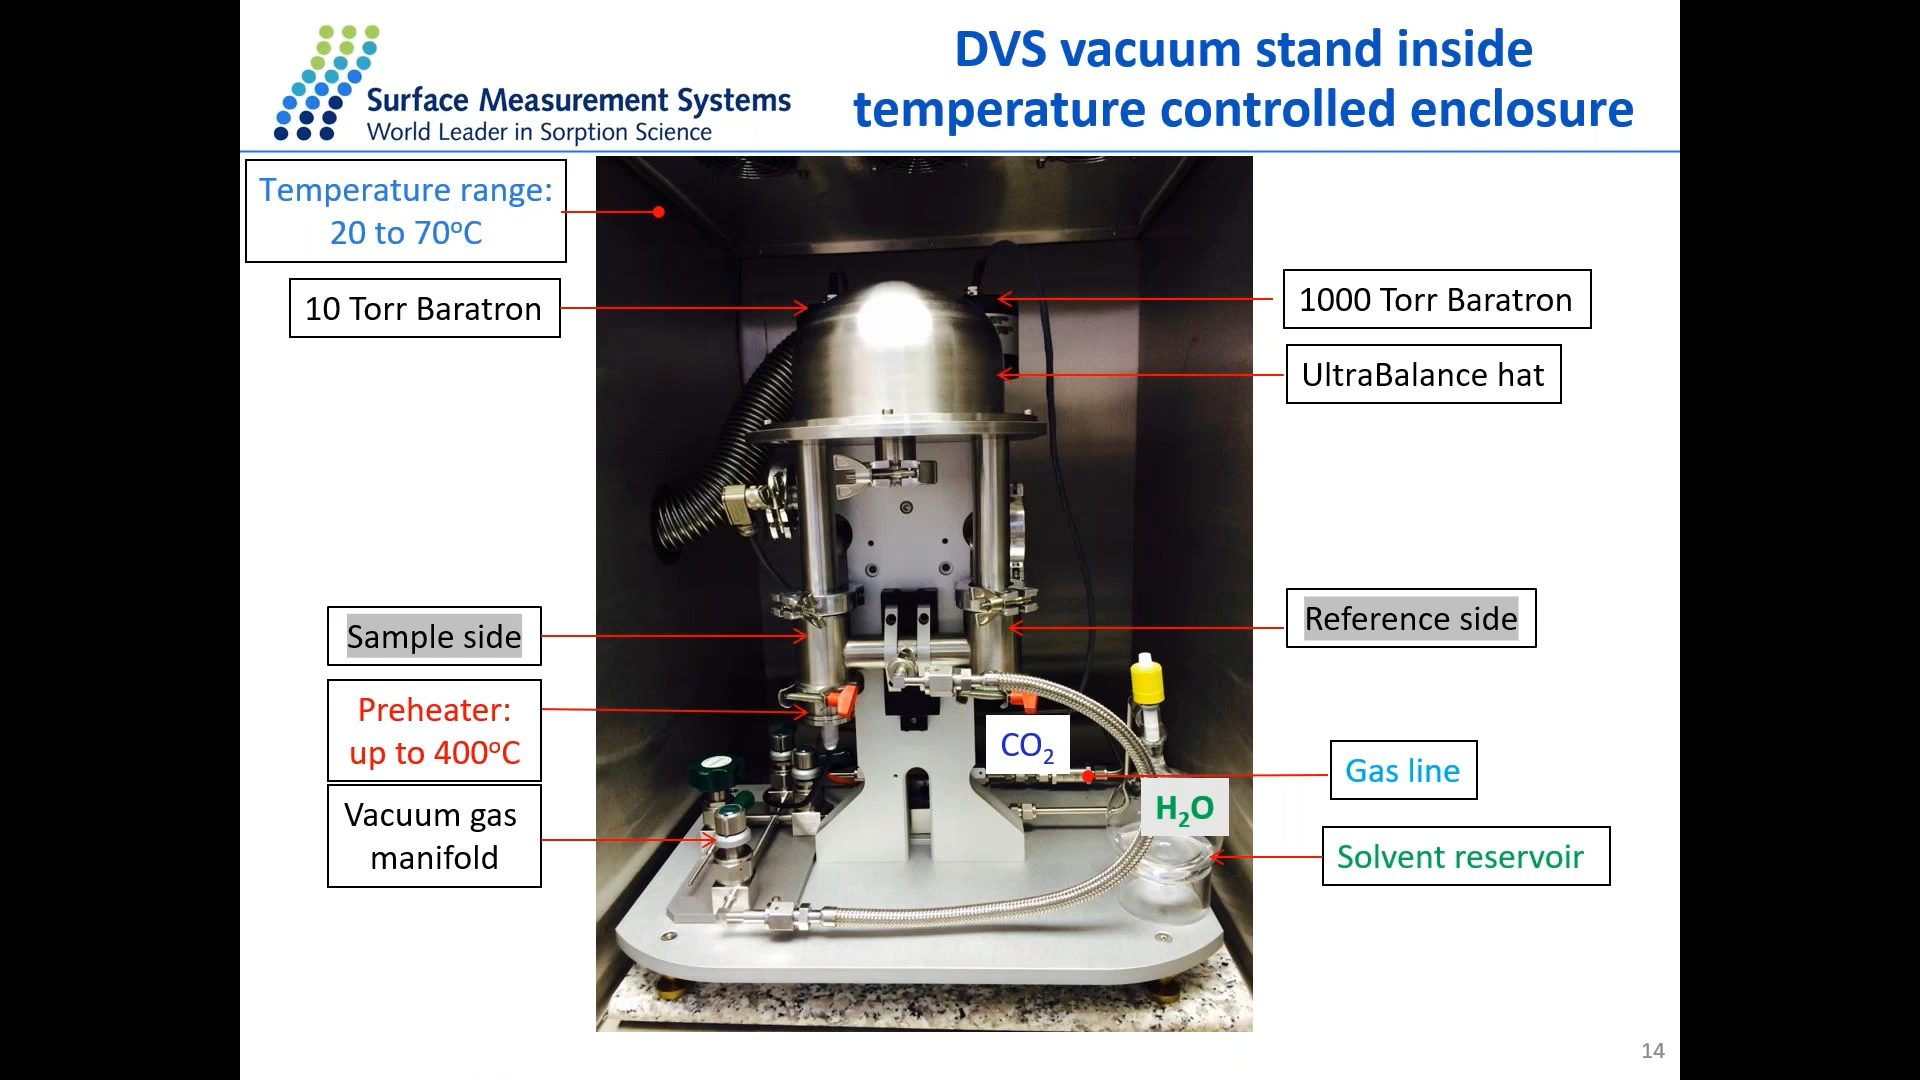 DVS vacuum stand inside
temperature controlled enclosure
Surface Measurement Systems
World Leader in Sorption Science
Temperature range:
20 to 70°C
10 Torr Baratron
1000 Torr Baratron
UltraBalance hat
Sample side
Reference side
Preheater:
up to 400°C
CO₂
Gas line
H₂O
Vacuum gas
manifold
Solvent reservoir
14